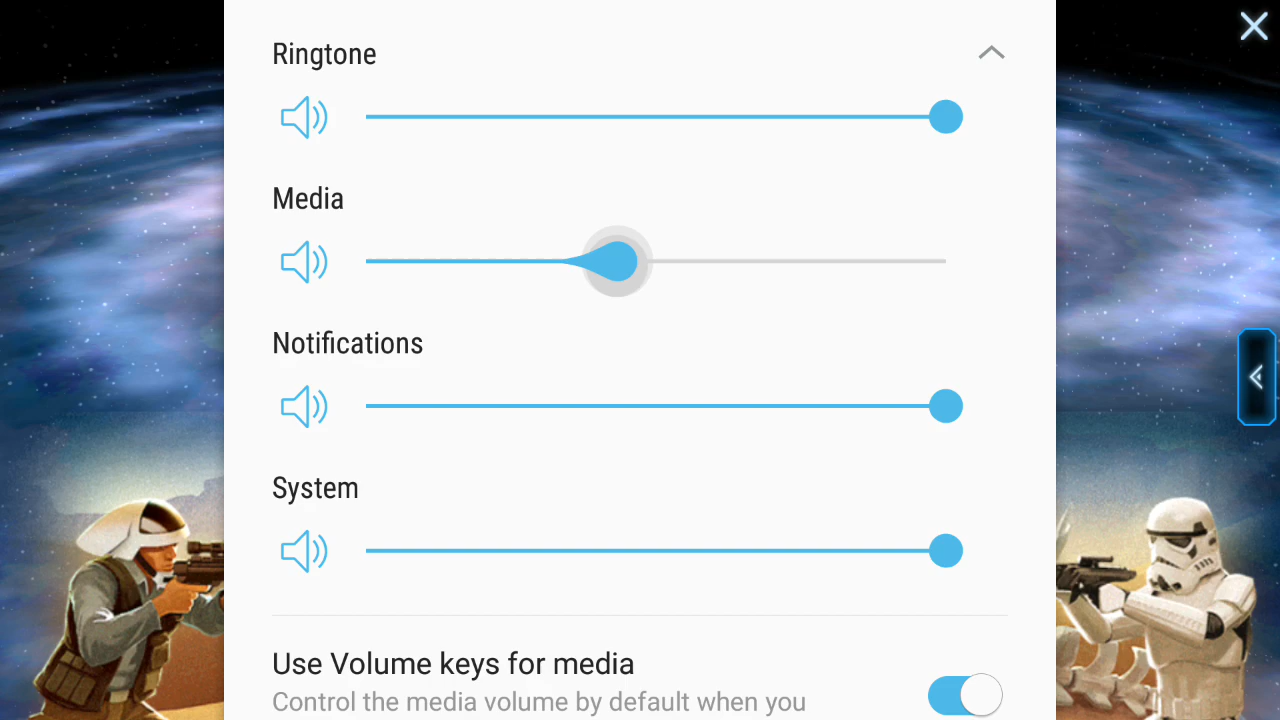 Ringtone
Media
Notifications
System
Use Volume keys for media
Control the media volume by default when you